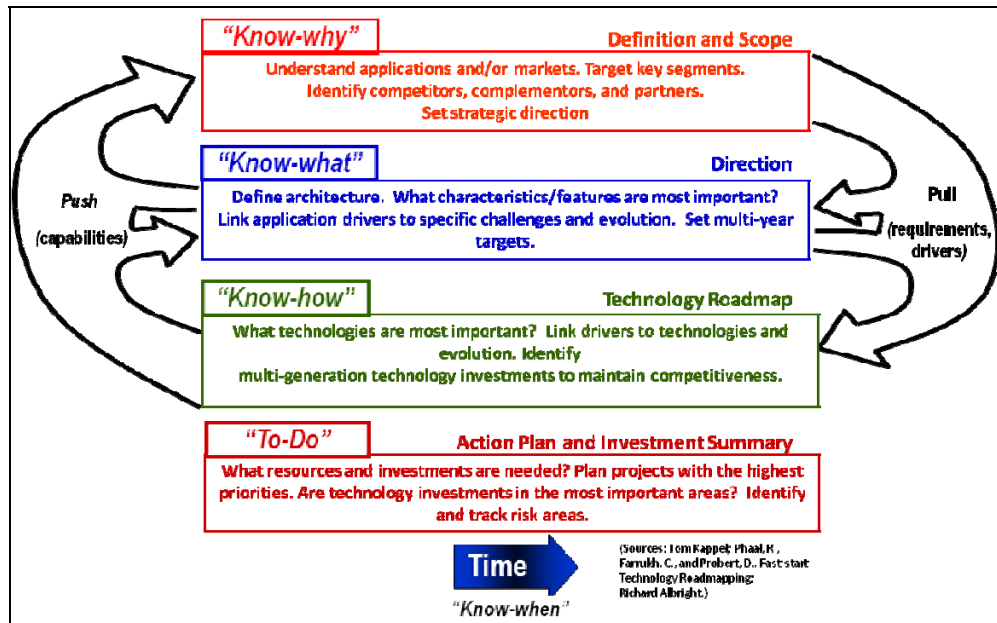 "Know-why"
Definition and Scope
Understand applications and/or markets. Target key segments.
Identify competitors, complementors, and partners.
Set strategic direction
"Know-what"
Direction
Define architecture. What characteristics/features are most important?
Link application drivers to specific challenges and evolution. Set multi-year
targets.
Push
(capabilities)
Pull
(requirements,
drivers)
"Know-how"
Technology Roadmap
What technologies are most important? Link drivers to technologies and
evolution. Identify
multi-generation technology investments to maintain competitiveness.
"To-Do"
Action Plan and Investment Summary
What resources and investments are needed? Plan projects with the highest
priorities. Are technology investments in the most important areas? Identify
and track risk areas.
Time
"Know-when"
(Sources: Tom Kappel; Phaal, R.,
Farrukh, C., and Probert, D., Fast-start
Technology Roadmapping;
Richard Albright.)